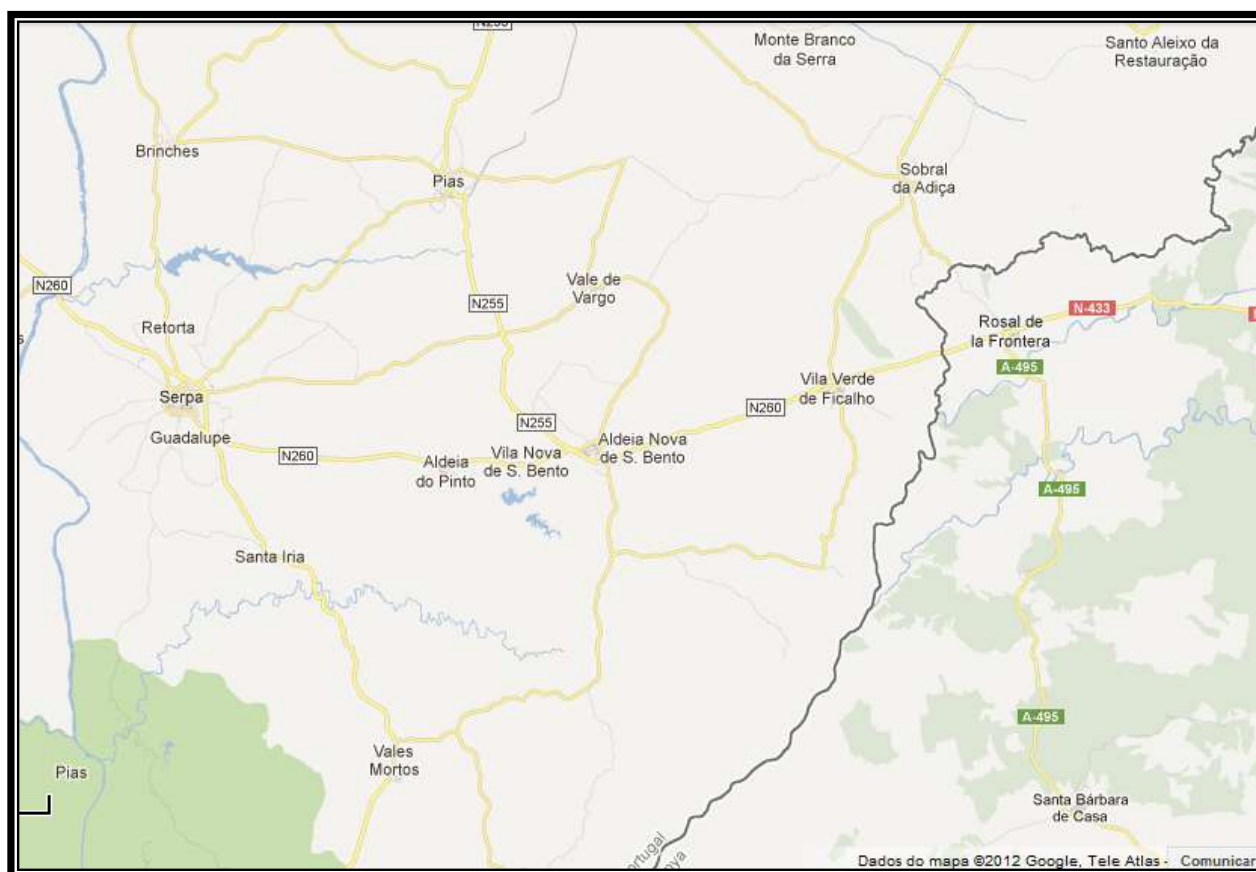 N255
Monte Branco
da Serra
Santo Aleixo da
Restauração
Brinches
Pias
Sobral
da Adiça
N260
Vale de
Vargo
N255
Retorta
N-433
Rosal de
la Frontera
A-495
Serpa
Vila Verde
de Ficalho
N260
N255
Guadalupe
Aldeia Nova
de S. Bento
N260
Aldeia
do Pinto
Vila Nova
de S. Bento
A-495
Santa Iria
A-495
Vales
Mortos
Pias
Santa Bárbara
de Casa
Dados do mapa ©2012 Google, Tele Atlas - Comunicar